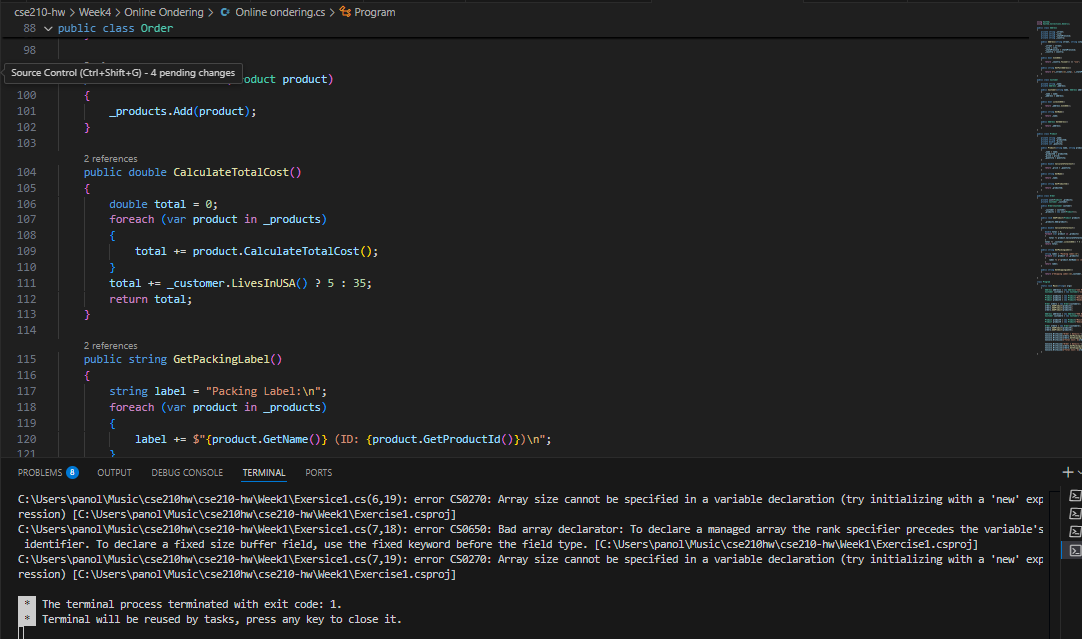 cse210-hw > Week4 > Online Ondering > Online ondering.cs > Program
88 public class Order
98
Source Control (Ctrl+Shift+G) - 4 pending changes
oduct product)
100 {
101 _products.Add(product);
102 }
103
2 references
104 public double CalculateTotalCost()
105 {
106 double total = 0;
107 foreach (var product in _products)
108 {
109 total += product.CalculateTotalCost();
110 }
111 total += _customer.LivesInUSA() ? 5 : 35;
112 return total;
113 }
114
2 references
115 public string GetPackingLabel()
116 {
117 string label = "Packing Label:\n";
118 foreach (var product in _products)
119 {
120 label += $"{product.GetName()} (ID: {product.GetProductId()})\n";
121 }
PROBLEMS 8 OUTPUT DEBUG CONSOLE TERMINAL PORTS
C:\Users\panol\Music\cse210hw\cse210-hw\Week1\Exersice1.cs(6,19): error CS0270: Array size cannot be specified in a variable declaration (try initializing with a 'new' exp
ression) [C:\Users\panol\Music\cse210hw\cse210-hw\Week1\Exercise1.csproj]
C:\Users\panol\Music\cse210hw\cse210-hw\Week1\Exersice1.cs(7,18): error CS0650: Bad array declarator: To declare a managed array the rank specifier precedes the variable's
identifier. To declare a fixed size buffer field, use the fixed keyword before the field type. [C:\Users\panol\Music\cse210hw\cse210-hw\Week1\Exercise1.csproj]
C:\Users\panol\Music\cse210hw\cse210-hw\Week1\Exersice1.cs(7,19): error CS0270: Array size cannot be specified in a variable declaration (try initializing with a 'new' exp
ression) [C:\Users\panol\Music\cse210hw\cse210-hw\Week1\Exercise1.csproj]
* The terminal process terminated with exit code: 1.
* Terminal will be reused by tasks, press any key to close it.